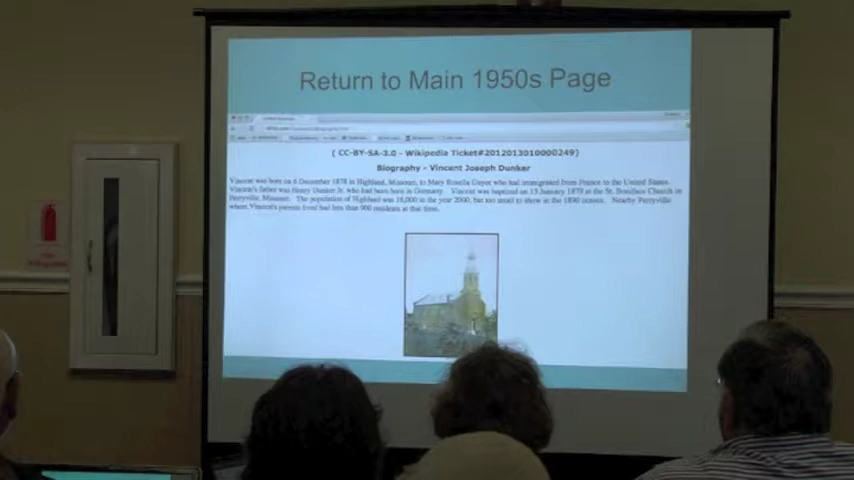 Return to Main 1950s Page
( CC-BY-SA-3.0 - Wikipedia Ticket#2012013010000249)
Biography - Vincent Joseph Dunker
Vincent was born on 6 December 1878 in Highland, Missouri, to Mary Rosella Guyot who had immigrated from France to the United States.
Vincent's father was Henry Dunker Jr. who had been born in Germany. Vincent was baptized on 13 January 1879 at the St. Boniface Church in
Perryville, Missouri. The population of Highland was 18,000 in the year 2000, but too small to show in the 1890 census. Nearby Perryville
where Vincent's parents lived had less than 900 residents at that time.